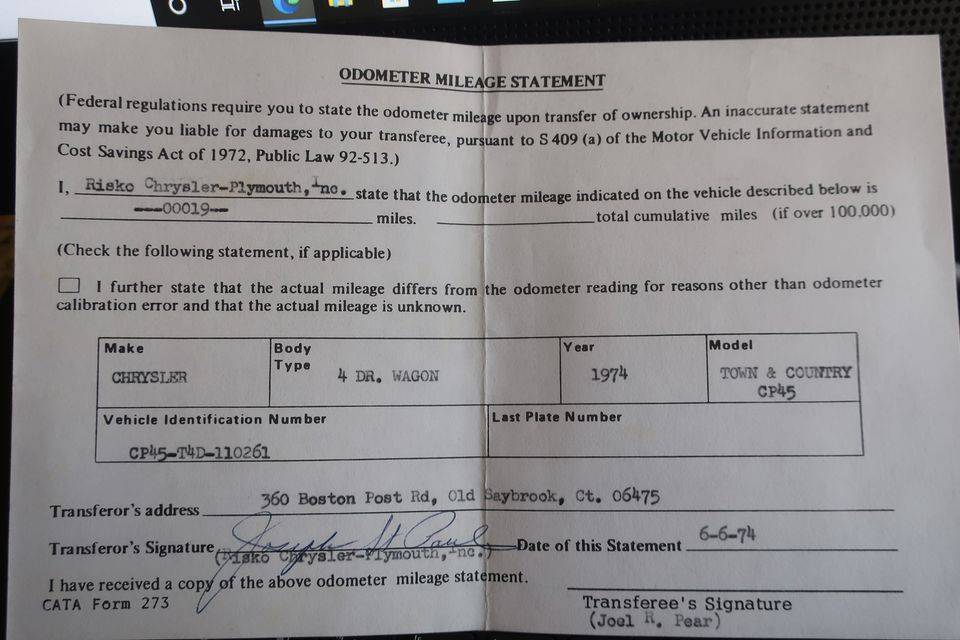 ODOMETER MILEAGE STATEMENT
(Federal regulations require you to state the odometer mileage upon transfer of ownership. An inaccurate statement
may make you liable for damages to your transferee, pursuant to S 409 (a) of the Motor Vehicle Information and
Cost Savings Act of 1972, Public Law 92-513.)
I, Risko Chrysler-Plymouth, Inc. state that the odometer mileage indicated on the vehicle described below is
---00019-- miles. total cumulative miles (if over 100,000)
(Check the following statement, if applicable)
I further state that the actual mileage differs from the odometer reading for reasons other than odometer
calibration error and that the actual mileage is unknown.
Make
CHRYSLER
Body
Type
4 DR. WAGON
Year
1974
Model
TOWN & COUNTRY
CP45
Vehicle Identification Number
CP45-T4D-110261
Last Plate Number
Transferor's address 360 Boston Post Rd, Old Saybrook, Ct. 06475
Transferor's Signature Joseph St Paul Date of this Statement 6-6-74
(Risko Chrysler-Plymouth, Inc.)
I have received a copy of the above odometer mileage statement.
CATA Form 273
Transferee's Signature
(Joel R. Pear)